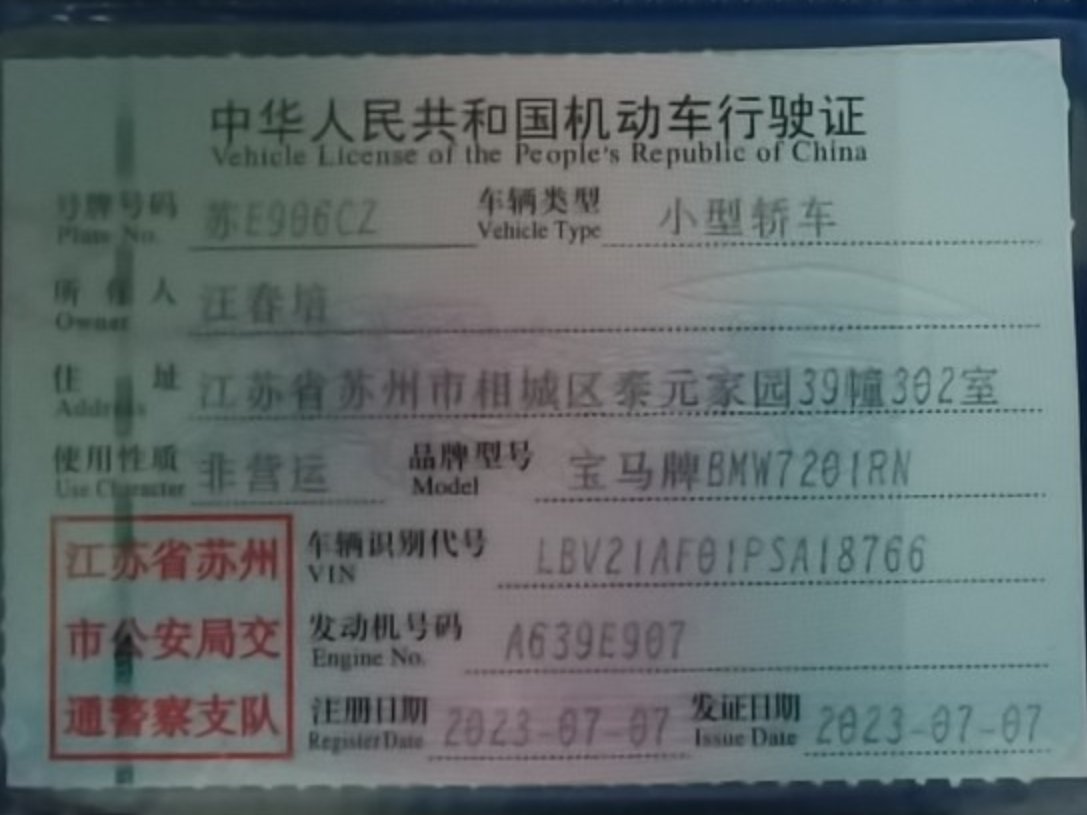 中华人民共和国机动车行驶证
Vehicle License of the People's Republic of China
号牌号码 苏E906CZ 车辆类型 小型轿车
Plate No. Vehicle Type
所有人 汪春培
Owner
住址 江苏省苏州市相城区泰元家园39幢302室
Address
使用性质 非营运 品牌型号 宝马牌BMW7201RN
Use Character Model
江苏省苏州 车辆识别代号 LBV21AF01PSA18766
VIN
市公安局交 发动机号码 A639E907
Engine No.
通警察支队 注册日期 2023-07-07 发证日期 2023-07-07
Register Date Issue Date